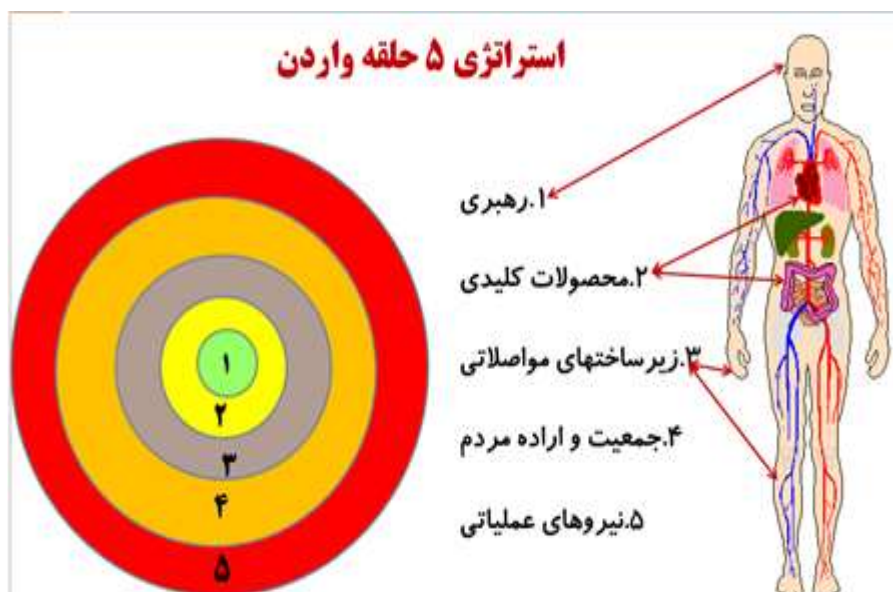 استراتژی ۵ حلقه واردن
۱.رهبری
۲.محصولات کلیدی
۳.زیرساختهای مواصلاتی
۴.جمعیت و اراده مردم
۵.نیروهای عملیاتی
۱
۲
۳
۴
۵